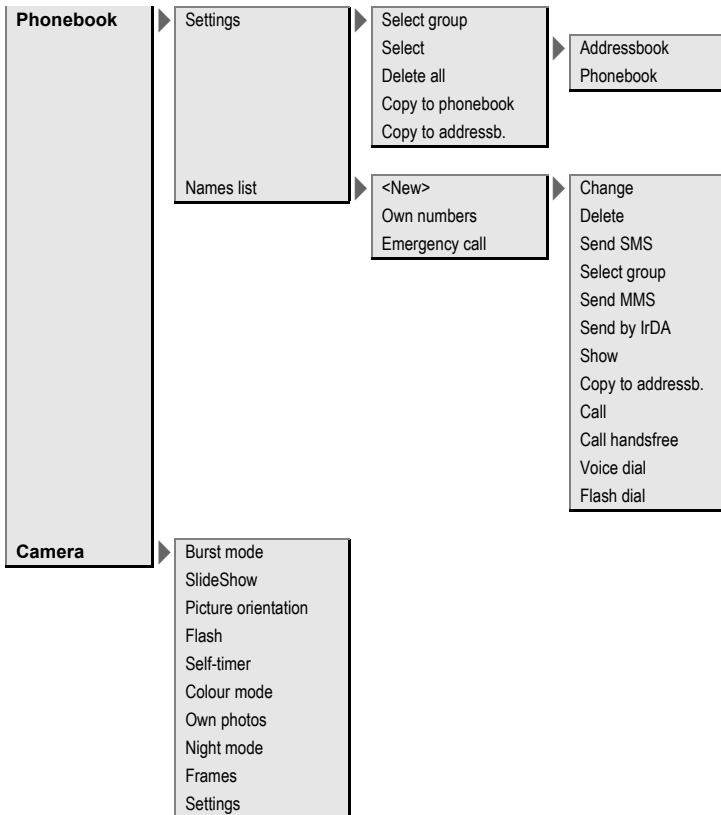 Phonebook
Settings
Select group
Select
Delete all
Copy to phonebook
Copy to addressb.
Addressbook
Phonebook
Names list
<New>
Own numbers
Emergency call
Change
Delete
Send SMS
Select group
Send MMS
Send by IrDA
Show
Copy to addressb.
Call
Call handsfree
Voice dial
Flash dial
Camera
Burst mode
SlideShow
Picture orientation
Flash
Self-timer
Colour mode
Own photos
Night mode
Frames
Settings